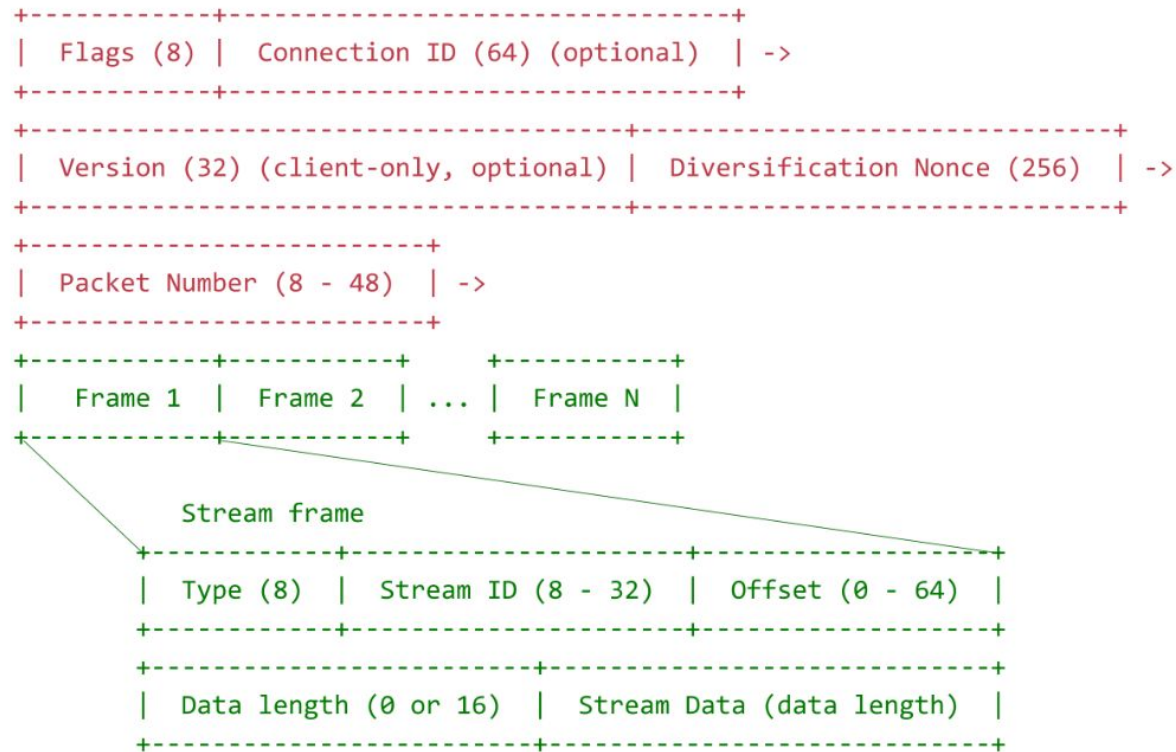 +------------+-------------------------------+
|  Flags (8) |  Connection ID (64) (optional)  | ->
+------------+-------------------------------+
+-------------------------------------+------------------------------+
|  Version (32) (client-only, optional) |  Diversification Nonce (256)  | ->
+-------------------------------------+------------------------------+
+-------------------------+
|  Packet Number (8 - 48)  | ->
+-------------------------+
+------------+-----------+     +-----------+
|   Frame 1  |  Frame 2  | ... |  Frame N  |
+------------+-----------+     +-----------+
Stream frame
+------------+---------------------+-------------------+
|  Type (8)  |  Stream ID (8 - 32)  |  Offset (0 - 64)  |
+------------+---------------------+-------------------+
+------------------------+----------------------------+
|  Data length (0 or 16)  |  Stream Data (data length)  |
+------------------------+----------------------------+